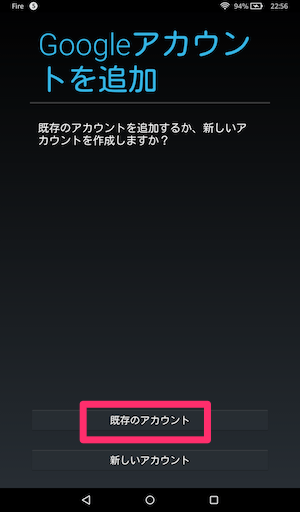 Fire S 94% 22:56
Googleアカウン
トを追加
既存のアカウントを追加するか、新しいア
カウントを作成しますか？
既存のアカウント
新しいアカウント